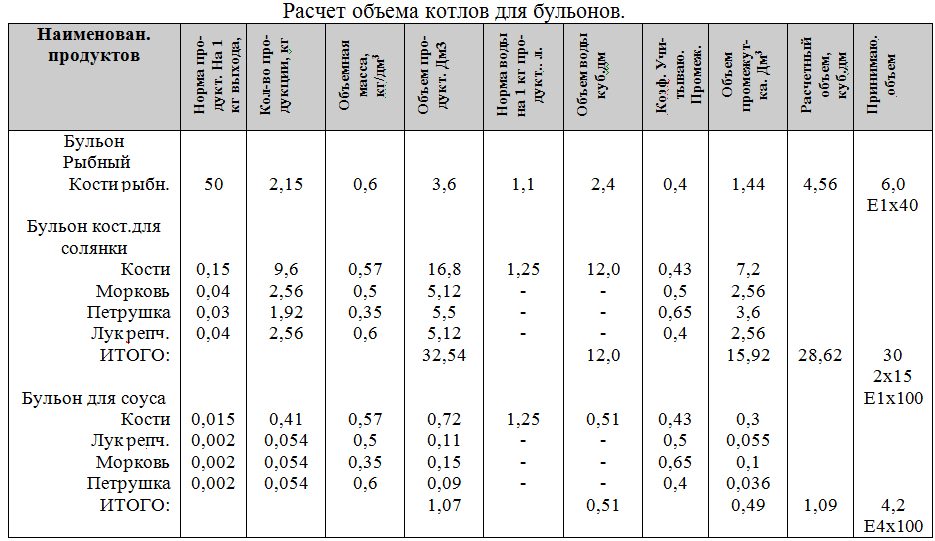 Расчет объема котлов для бульонов.
Наименован. продуктов | Норма про-дукт. На 1 кг выхода, | Кол-во про-дукции, кг | Объемная масса, кг/дм³ | Объем про-дукт. Дм3 | Норма воды на 1 кг про-дукт.. л. | Объем воды куб,дм | Коэф. Учи-тываю. Промеж. | Объем промежут-ка. Дм³ | Расчетный объем, куб,дм | Принимаю. объем
Бульон
Рыбный
Кости рыбн. 50 2,15 0,6 3,6 1,1 2,4 0,4 1,44 4,56 6,0
Е1х40
Бульон кост.для
солянки
Кости 0,15 9,6 0,57 16,8 1,25 12,0 0,43 7,2
Морковь 0,04 2,56 0,5 5,12 - - 0,5 2,56
Петрушка 0,03 1,92 0,35 5,5 - - 0,65 3,6
Лук репч. 0,04 2,56 0,6 5,12 - - 0,4 2,56
ИТОГО: 32,54 12,0 15,92 28,62 30
2х15
Е1х100
Бульон для соуса
Кости 0,015 0,41 0,57 0,72 1,25 0,51 0,43 0,3
Лук репч. 0,002 0,054 0,5 0,11 - - 0,5 0,055
Морковь 0,002 0,054 0,35 0,15 - - 0,65 0,1
Петрушка 0,002 0,054 0,6 0,09 - - 0,4 0,036
ИТОГО: 1,07 0,51 0,49 1,09 4,2
Е4х100